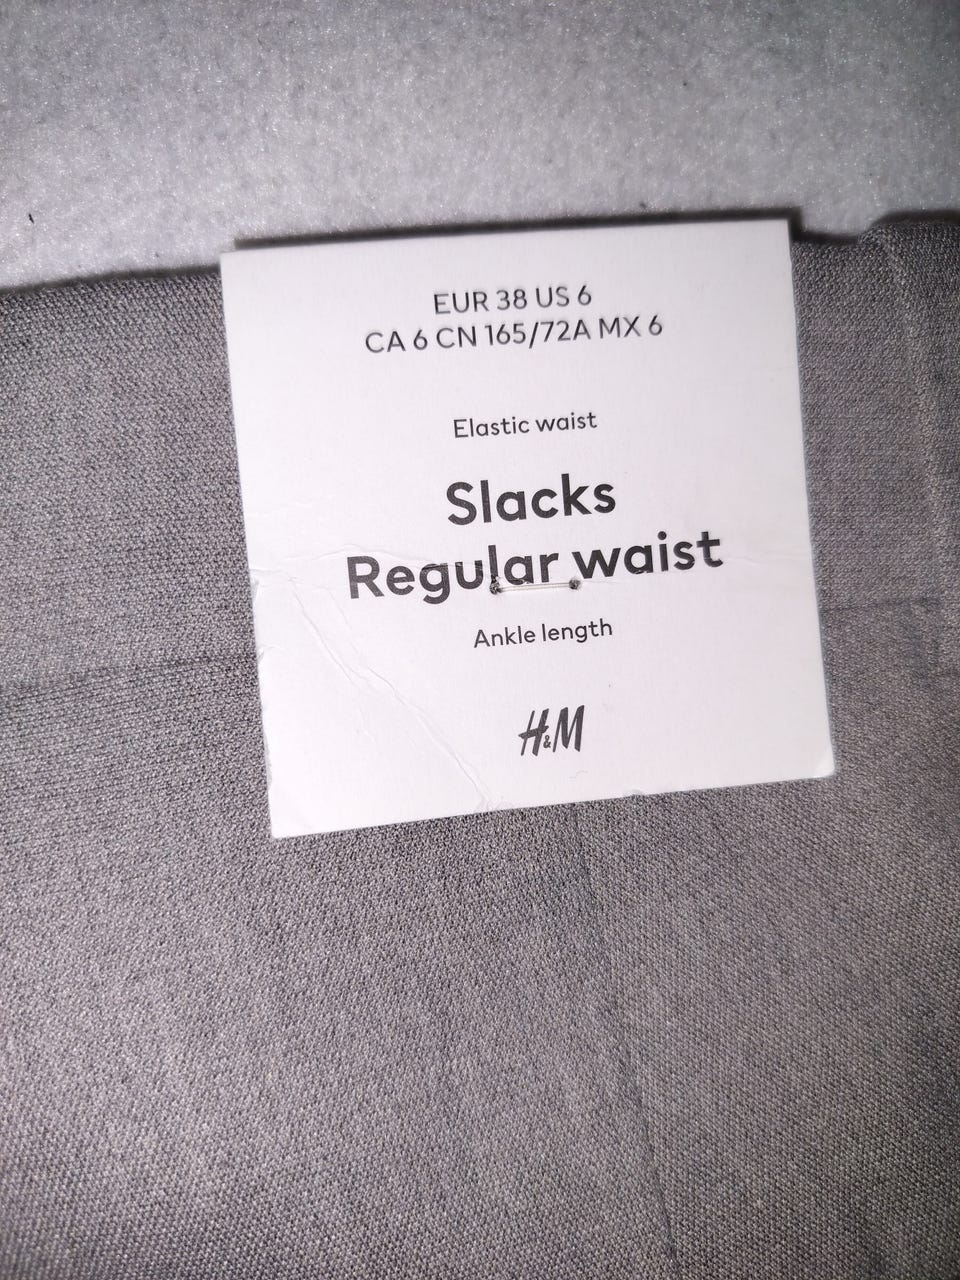 EUR 38 US 6
CA 6 CN 165/72A MX 6
Elastic waist
Slacks
Regular waist
Ankle length
H&M